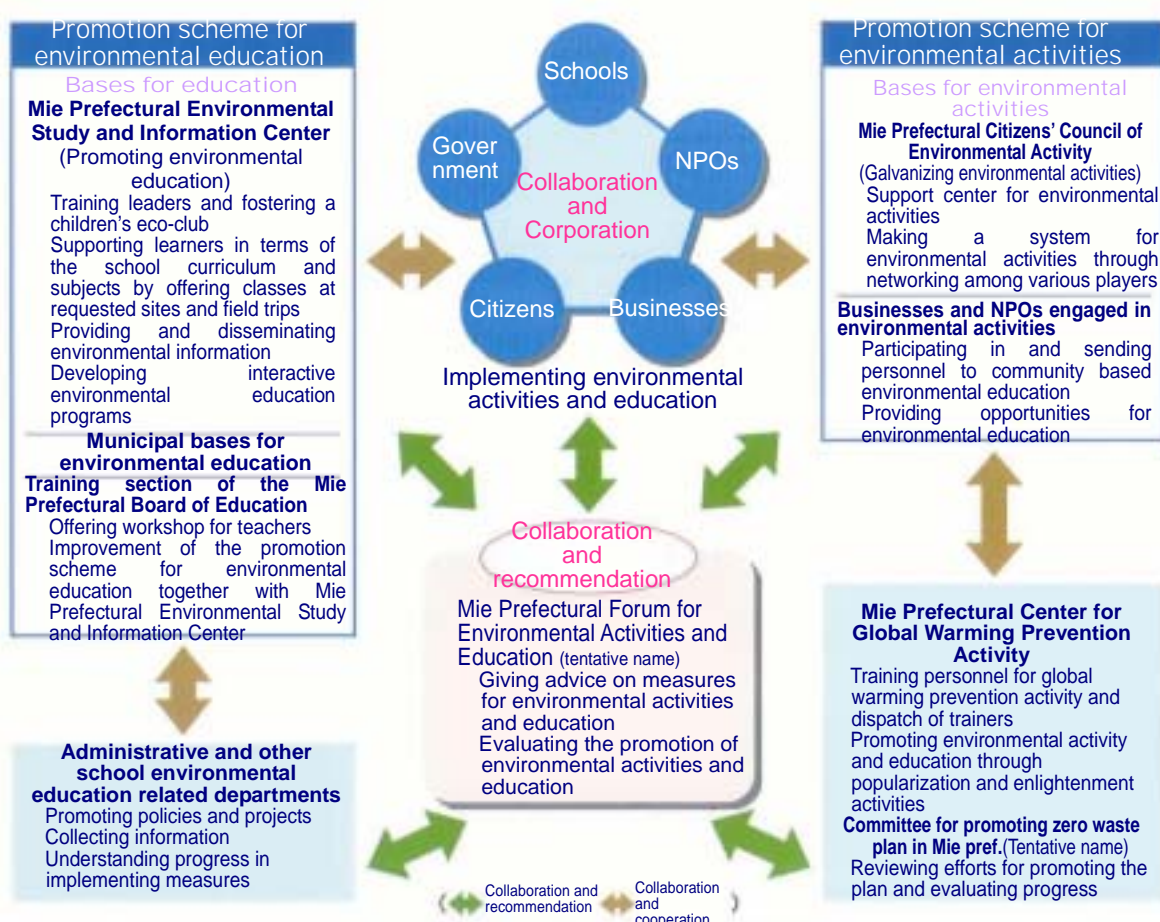 Promotion scheme for
environmental education
Bases for education
Mie Prefectural Environmental
Study and Information Center
(Promoting environmental
education)
Training leaders and fostering a
children's eco-club
Supporting learners in terms of
the school curriculum and
subjects by offering classes at
requested sites and field trips
Providing and disseminating
environmental information
Developing interactive
environmental education
programs
Municipal bases for
environmental education
Training section of the Mie
Prefectural Board of Education
Offering workshop for teachers
Improvement of the promotion
scheme for environmental
education together with Mie
Prefectural Environmental Study
and Information Center
Administrative and other
school environmental
education related departments
Promoting policies and projects
Collecting information
Understanding progress in
implementing measures
Schools
Gover
nment
NPOs
Collaboration
and
Corporation
Citizens
Businesses
Implementing environmental
activities and education
Collaboration
and
recommendation
Mie Prefectural Forum for
Environmental Activities and
Education (tentative name)
Giving advice on measures
for environmental activities
and education
Evaluating the promotion of
environmental activities and
education
( Collaboration and
recommendation
Collaboration
and
cooperation )
Promotion scheme for
environmental activities
Bases for environmental
activities
Mie Prefectural Citizens' Council of
Environmental Activity
(Galvanizing environmental activities)
Support center for environmental
activities
Making a system for
environmental activities through
networking among various players
Businesses and NPOs engaged in
environmental activities
Participating in and sending
personnel to community based
environmental education
Providing opportunities for
environmental education
Mie Prefectural Center for
Global Warming Prevention
Activity
Training personnel for global
warming prevention activity and
dispatch of trainers
Promoting environmental activity
and education through
popularization and enlightenment
activities
Committee for promoting zero waste
plan in Mie pref.(Tentative name)
Reviewing efforts for promoting the
plan and evaluating progress